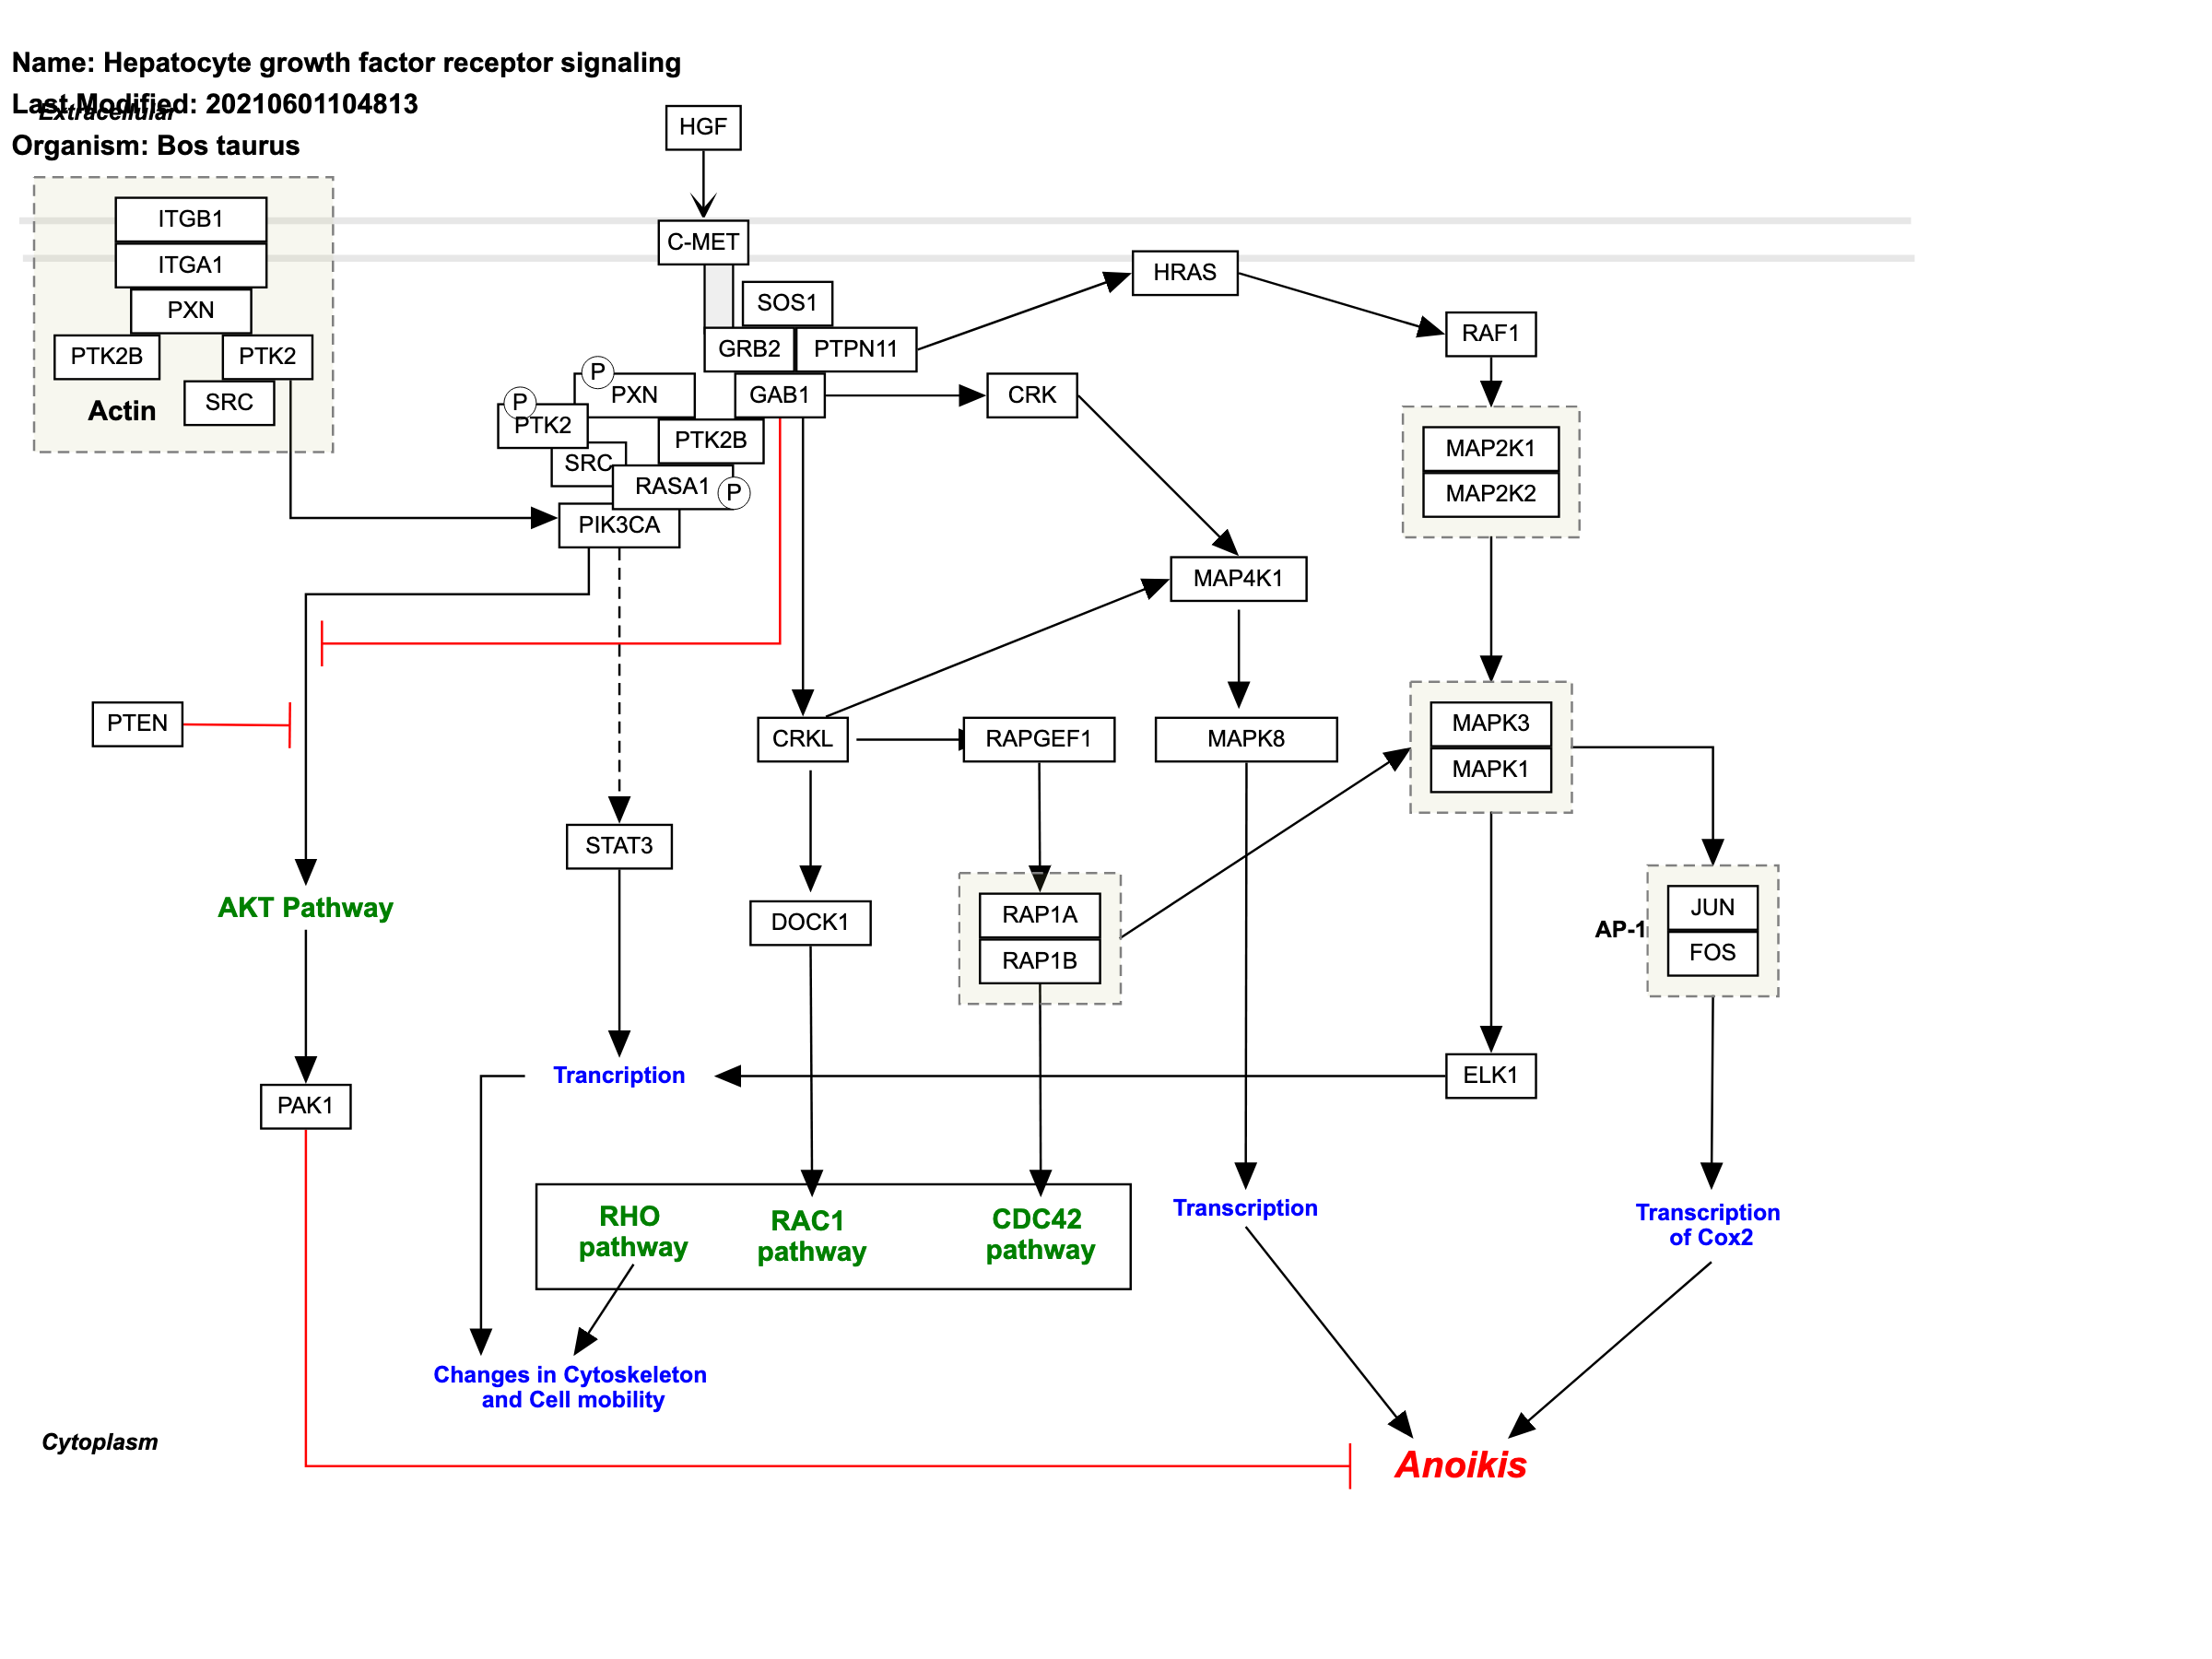 Name: Hepatocyte growth factor receptor signaling
Last Modified: 20210601104813
Extracellular
Organism: Bos taurus
HGF
ITGB1
ITGA1
PXN
PTK2B
PTK2
SRC
Actin
C-MET
SOS1
GRB2
PTPN11
GAB1
HRAS
RAF1
CRK
P
PXN
P
PTK2
PTK2B
SRC
RASA1
P
PIK3CA
MAP2K1
MAP2K2
MAP4K1
PTEN
CRKL
RAPGEF1
MAPK8
MAPK3
MAPK1
STAT3
AKT Pathway
DOCK1
RAP1A
RAP1B
AP-1
JUN
FOS
PAK1
Trancription
ELK1
RHO
pathway
RAC1
pathway
CDC42
pathway
Transcription
Transcription
of Cox2
Changes in Cytoskeleton
and Cell mobility
Cytoplasm
Anoikis